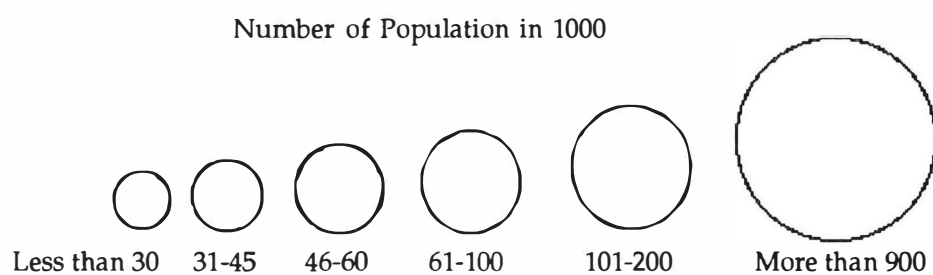 Number of Population in 1000
Less than 30 31-45 46-60 61-100 101-200 More than 900